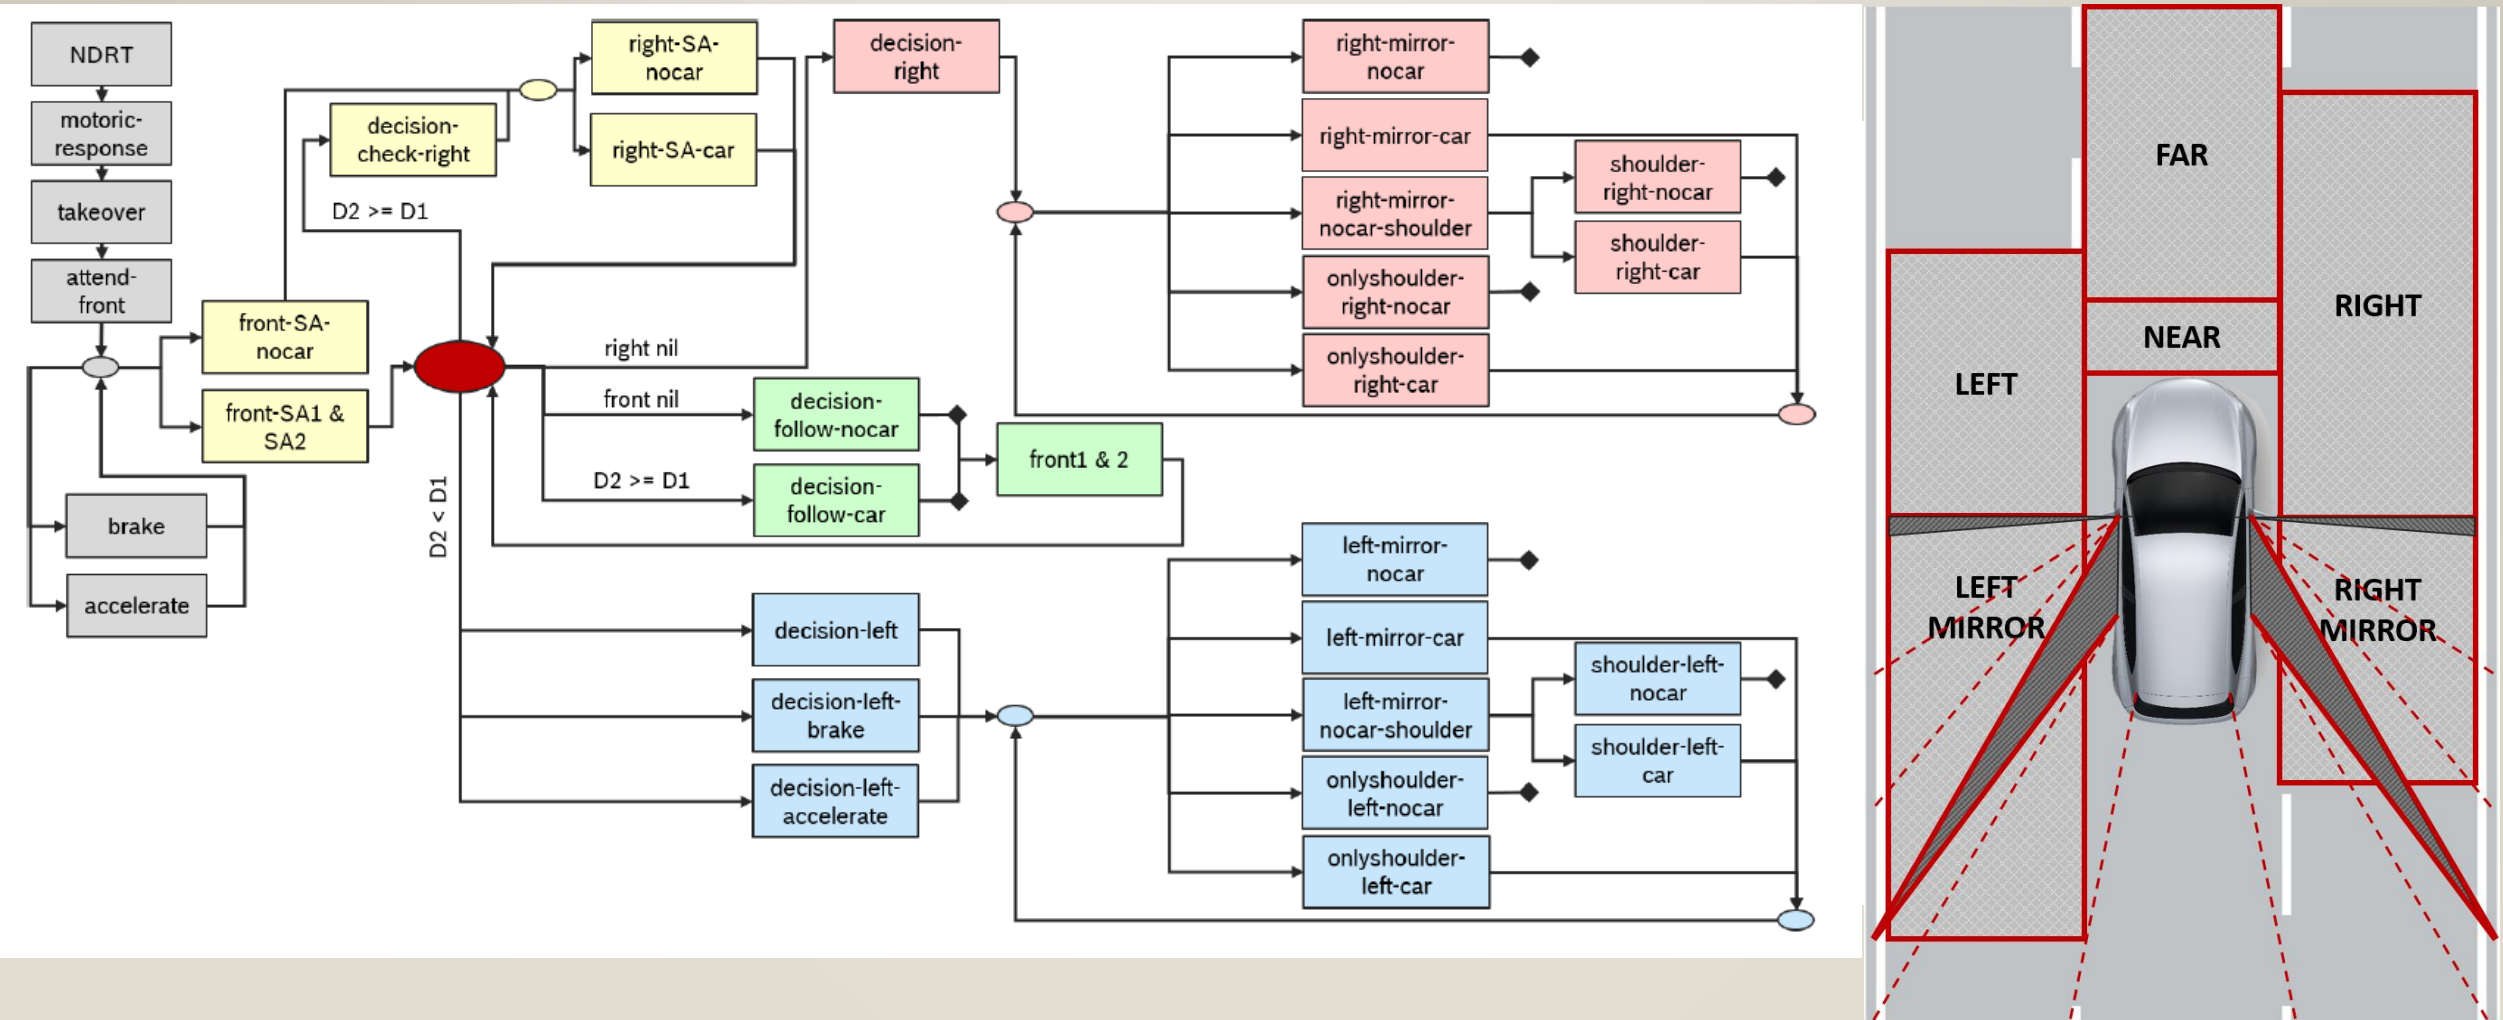 NDRT
motoric-
response
takeover
attend-
front
brake
accelerate
front-SA-
nocar
front-SA1 &
SA2
decision-
check-right
D2 >= D1
right-SA-
nocar
right-SA-car
D2 < D1
right nil
front nil
D2 >= D1
decision-
right
decision-
follow-nocar
decision-
follow-car
front1 & 2
decision-left
decision-left-
brake
decision-left-
accelerate
right-mirror-
nocar
right-mirror-car
right-mirror-
nocar-shoulder
onlyshoulder-
right-nocar
onlyshoulder-
right-car
shoulder-
right-nocar
shoulder-
right-car
left-mirror-
nocar
left-mirror-car
left-mirror-
nocar-shoulder
onlyshoulder-
left-nocar
onlyshoulder-
left-car
shoulder-left-
nocar
shoulder-left-
car
FAR
NEAR
LEFT
RIGHT
LEFT
MIRROR
RIGHT
MIRROR